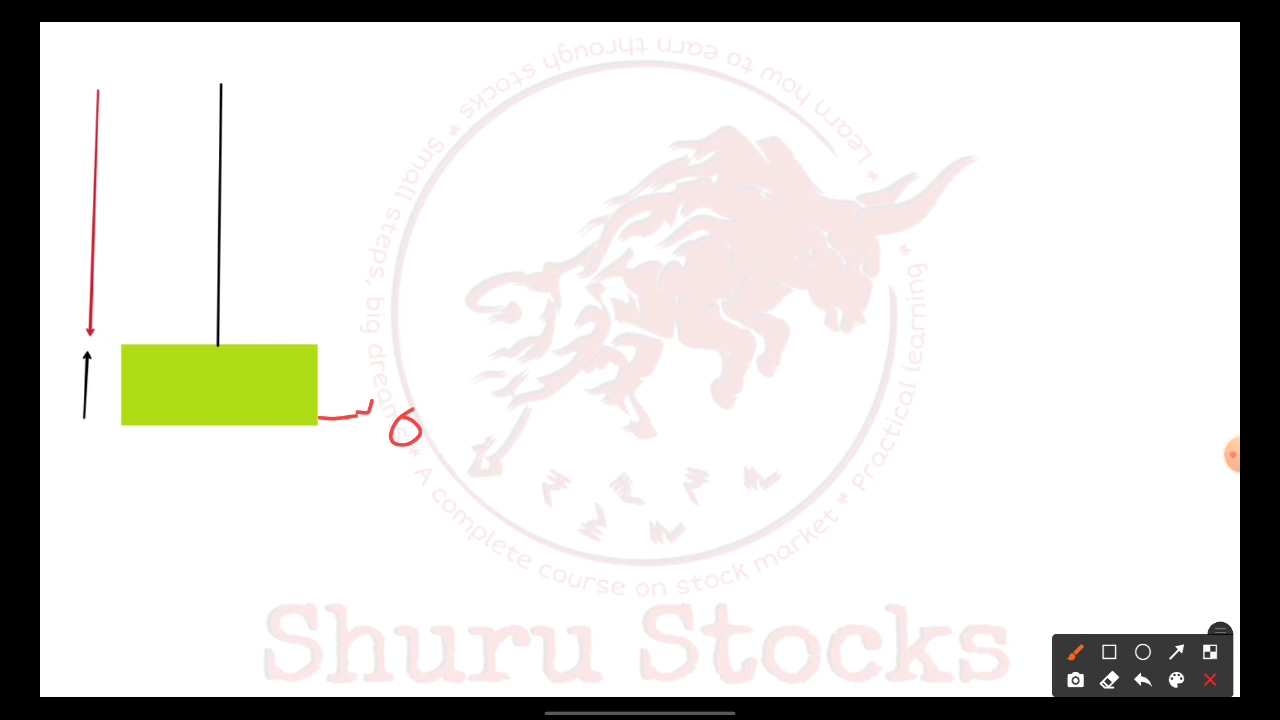 * Learn how to earn through stocks * Small steps, big dreams * A complete course on stock market * Practical learning
6
Shuru Stocks